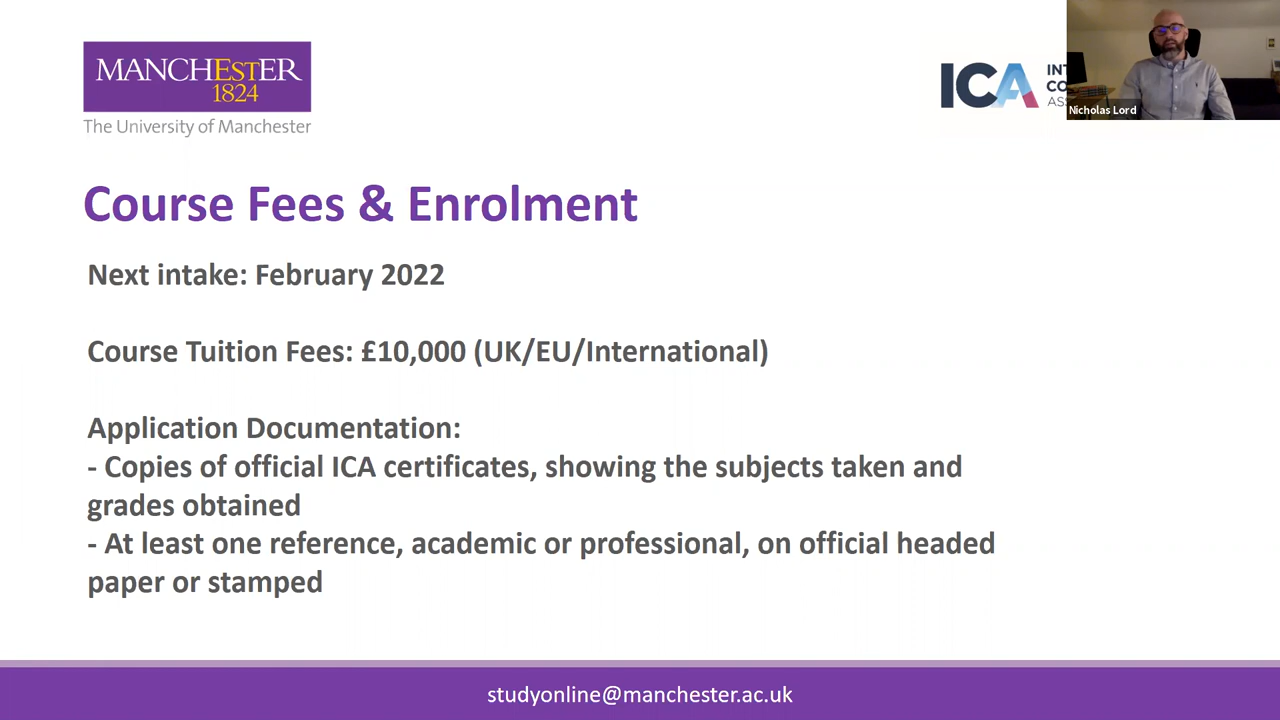 MANCHESTER
1824
The University of Manchester
ICA
Nicholas Lord
Course Fees & Enrolment
Next intake: February 2022
Course Tuition Fees: £10,000 (UK/EU/International)
Application Documentation:
- Copies of official ICA certificates, showing the subjects taken and
grades obtained
- At least one reference, academic or professional, on official headed
paper or stamped
studyonline@manchester.ac.uk